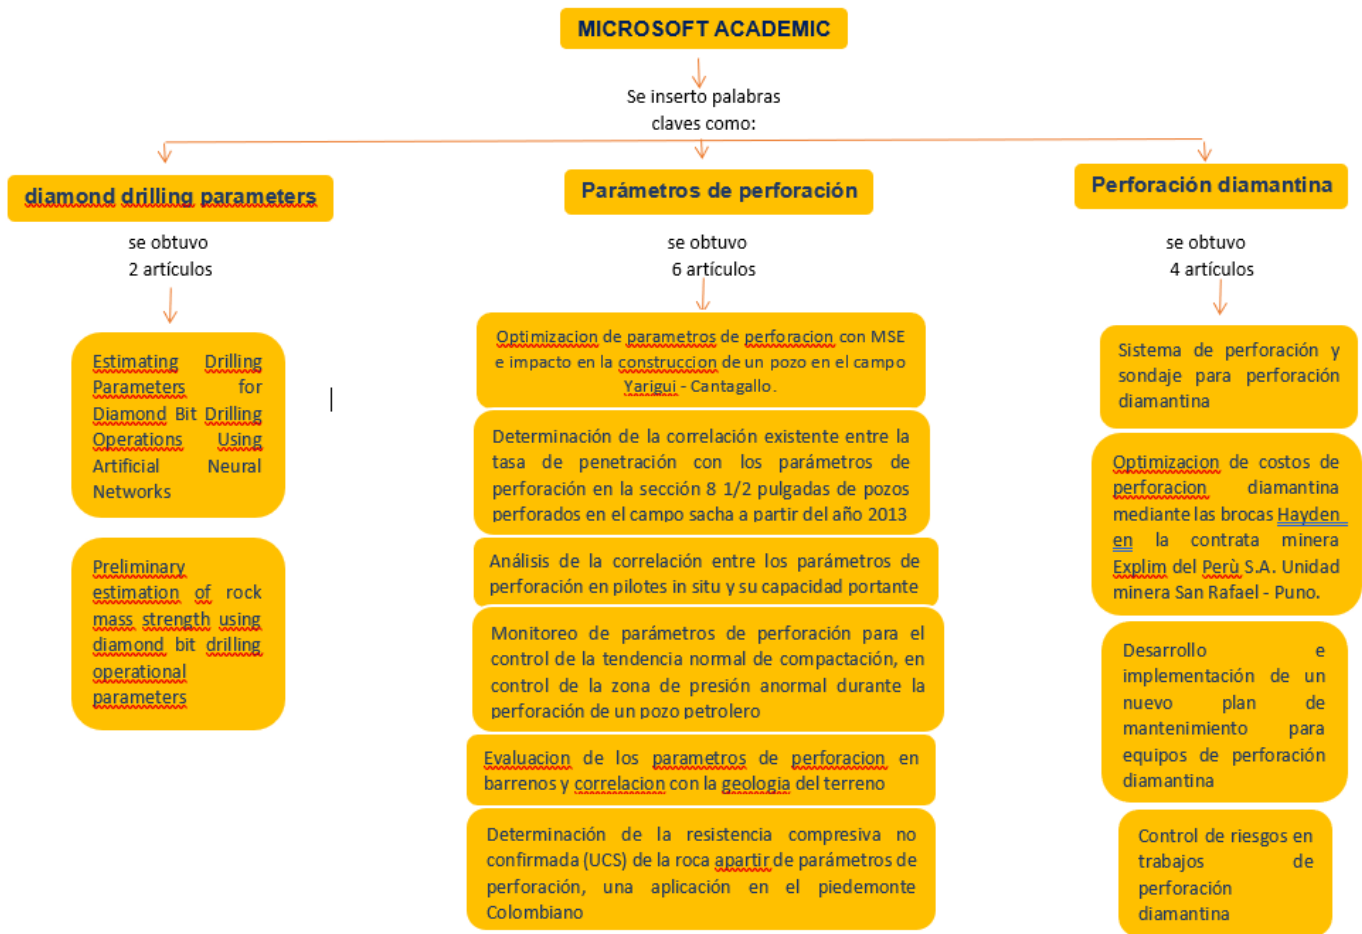 MICROSOFT ACADEMIC
Se inserto palabras
claves como:
diamond drilling parameters
se obtuvo
2 artículos
Estimating Drilling
Parameters for
Diamond Bit Drilling
Operations Using
Artificial Neural
Networks
Preliminary
estimation of rock
mass strength using
diamond bit drilling
operational
parameters
Parámetros de perforación
se obtuvo
6 artículos
Optimizacion de parametros de perforacion con MSE
e impacto en la construccion de un pozo en el campo
Yarigui - Cantagallo.
Determinación de la correlación existente entre la
tasa de penetración con los parámetros de
perforación en la sección 8 1/2 pulgadas de pozos
perforados en el campo sacha a partir del año 2013
Análisis de la correlación entre los parámetros de
perforación en pilotes in situ y su capacidad portante
Monitoreo de parámetros de perforación para el
control de la tendencia normal de compactación, en
control de la zona de presión anormal durante la
perforación de un pozo petrolero
Evaluacion de los parametros de perforacion en
barrenos y correlacion con la geologia del terreno
Determinación de la resistencia compresiva no
confirmada (UCS) de la roca apartir de parámetros de
perforación, una aplicación en el piedemonte
Colombiano
Perforación diamantina
se obtuvo
4 artículos
Sistema de perforación y
sondaje para perforación
diamantina
Optimizacion de costos de
perforacion diamantina
mediante las brocas Hayden
en la contrata minera
Explim del Perù S.A. Unidad
minera San Rafael - Puno.
Desarrollo e
implementación de un
nuevo plan de
mantenimiento para
equipos de perforación
diamantina
Control de riesgos en
trabajos de
perforación
diamantina